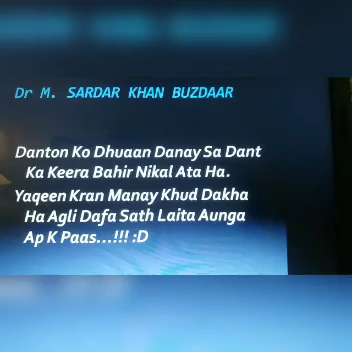 Dr M. SARDAR KHAN BUZDAAR
Danton Ko Dhuaan Danay Sa Dant
Ka Keera Bahir Nikal Ata Ha.
Yaqeen Kran Manay Khud Dakha
Ha Agli Dafa Sath Laita Aunga
Ap K Paas...!!! :D